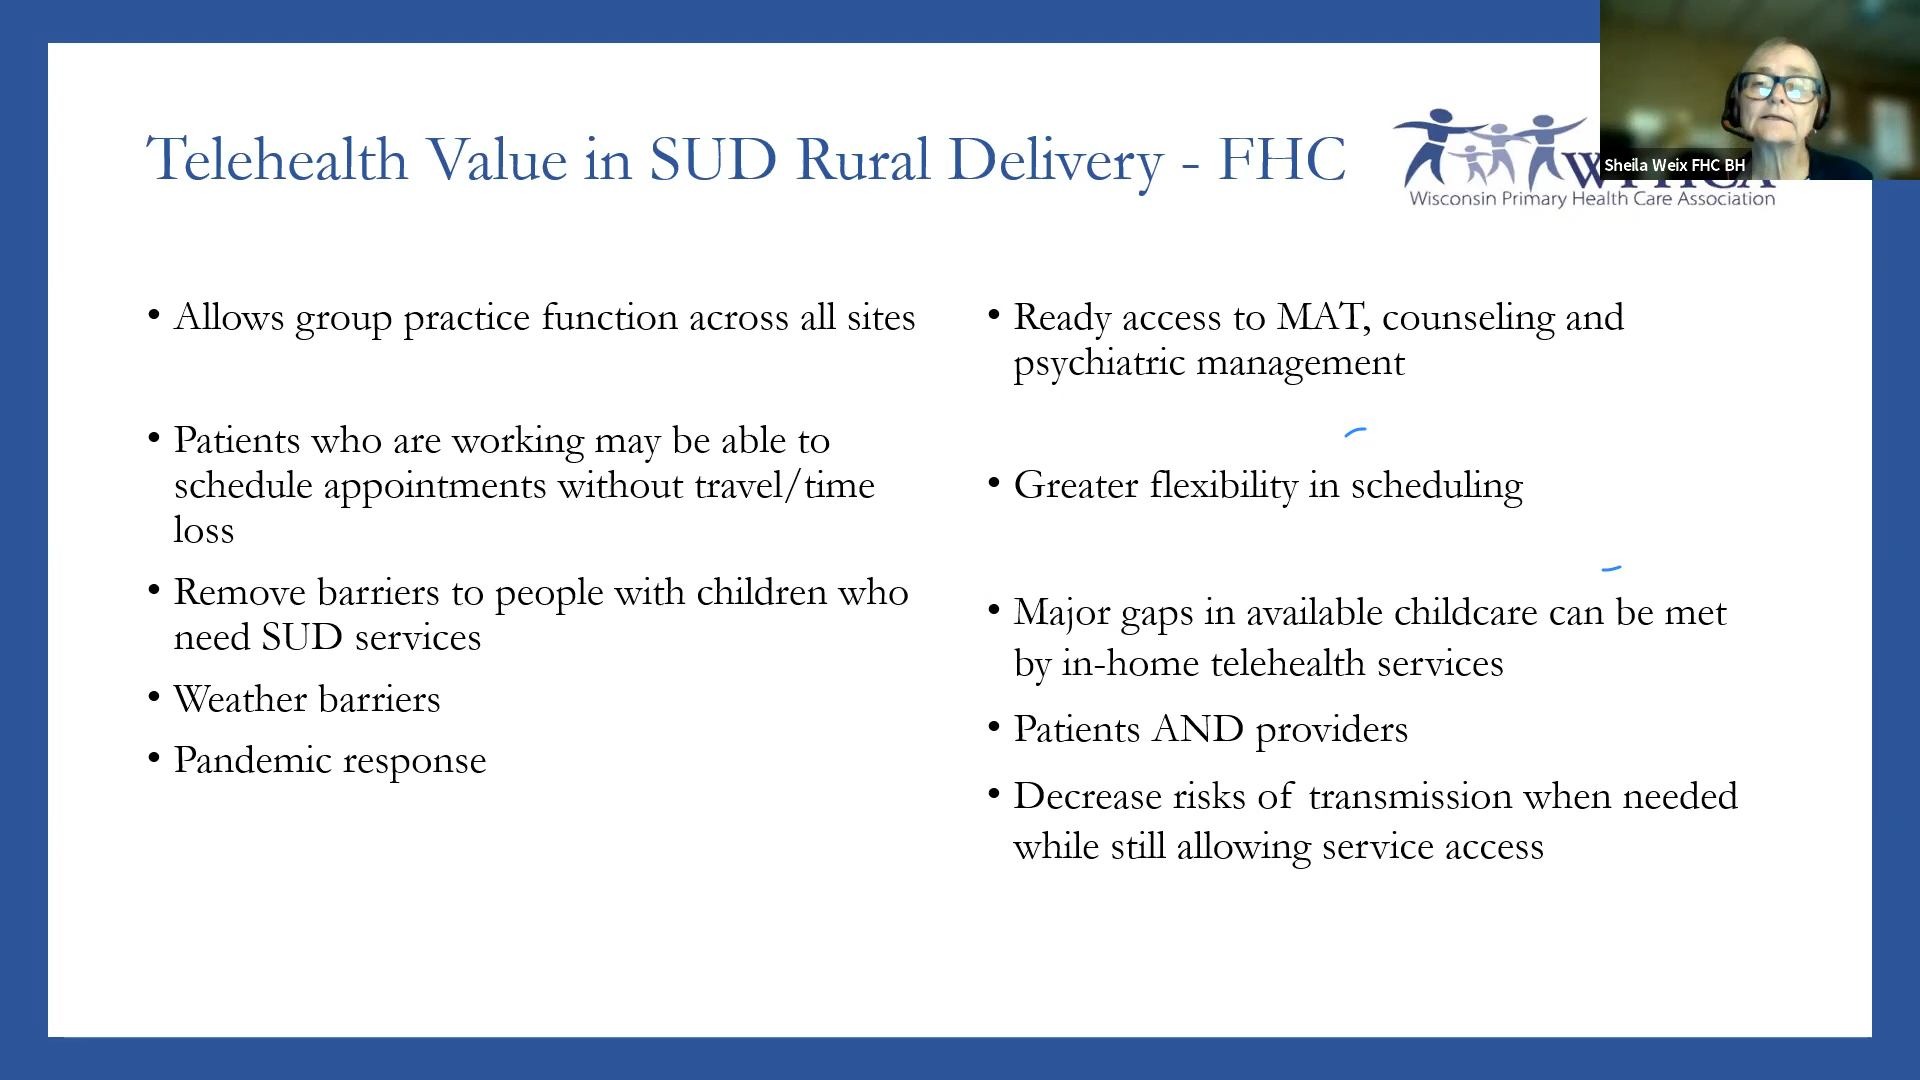 Telehealth Value in SUD Rural Delivery - FHC
Sheila Weix FHC BH
Wisconsin Primary Health Care Association
• Allows group practice function across all sites
• Patients who are working may be able to
schedule appointments without travel/time
loss
• Remove barriers to people with children who
need SUD services
• Weather barriers
• Pandemic response
• Ready access to MAT, counseling and
psychiatric management
• Greater flexibility in scheduling
• Major gaps in available childcare can be met
by in-home telehealth services
• Patients AND providers
• Decrease risks of transmission when needed
while still allowing service access